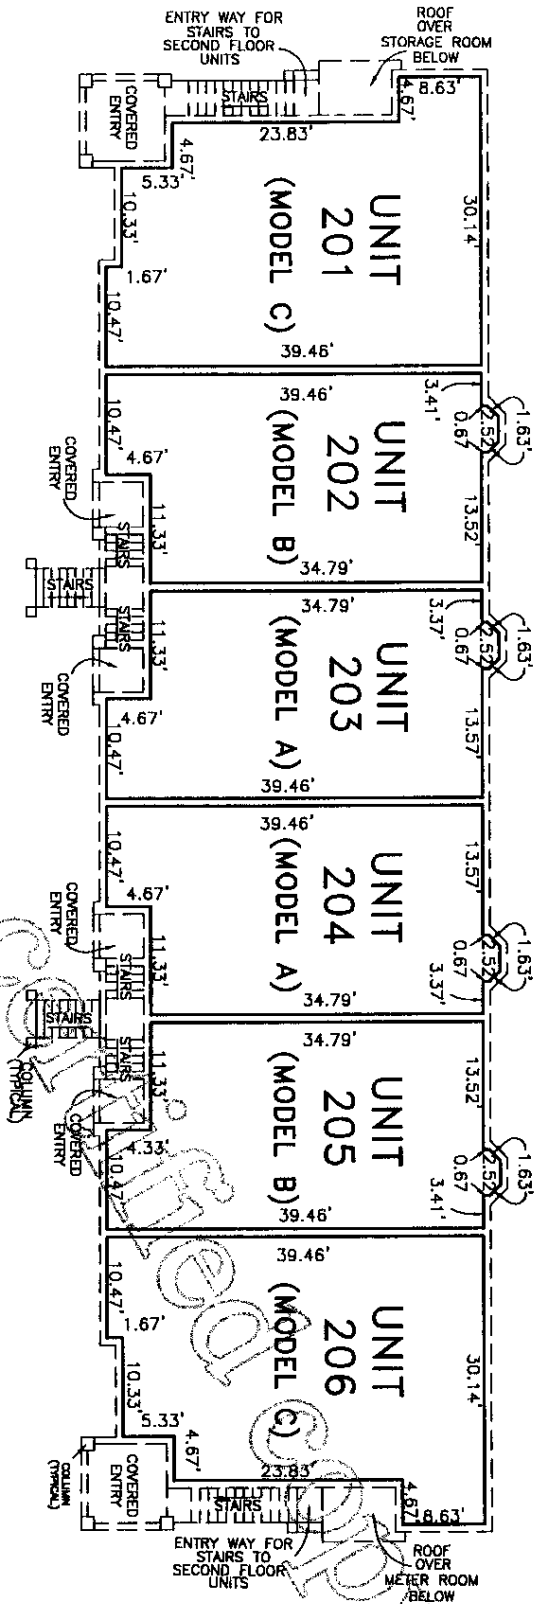 ENTRY WAY FOR
STAIRS TO
SECOND FLOOR
UNITS
ROOF
OVER
STORAGE ROOM
BELOW
COVERED
ENTRY
STAIRS
4.67'
8.63'
23.83'
4.67'
5.33'
10.33'
1.67'
10.47'
30.14'
39.46'
UNIT
201
(MODEL C)
39.46'
3.41'
1.63'
2.52'
0.67
10.47'
4.67'
11.33'
13.52'
34.79'
UNIT
202
(MODEL B)
COVERED
ENTRY
STAIRS
STAIRS
STAIRS
34.79'
3.37'
1.63'
2.52'
0.67
11.33'
4.67'
10.47'
13.57'
39.46'
UNIT
203
(MODEL A)
COVERED
ENTRY
39.46'
13.57'
1.63'
2.52'
0.67
3.37'
10.47'
4.67'
11.33'
34.79'
UNIT
204
(MODEL A)
COVERED
ENTRY
STAIRS
STAIRS
STAIRS
COLUMN
(TYPICAL)
34.79'
13.52'
1.63'
2.52'
0.67
3.41'
11.33'
4.33'
10.47'
39.46'
UNIT
205
(MODEL B)
COVERED
ENTRY
39.46'
10.47'
1.67'
10.33'
5.33'
4.67'
23.83'
30.14'
4.67'
8.63'
UNIT
206
(MODEL C)
COLUMN
(TYPICAL)
COVERED
ENTRY
STAIRS
ENTRY WAY FOR
STAIRS TO
SECOND FLOOR
UNITS
ROOF
OVER
METER ROOM
BELOW